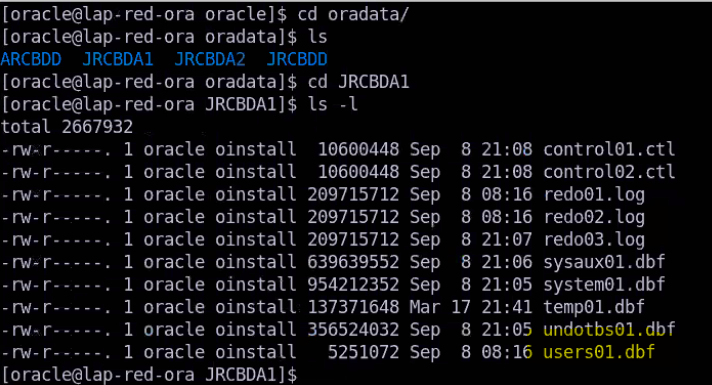 [oracle@lap-red-ora oracle]$ cd oradata/
[oracle@lap-red-ora oradata]$ ls
ARCBDD  JRCBDA1  JRCBDA2  JRCBDD
[oracle@lap-red-ora oradata]$ cd JRCBDA1
[oracle@lap-red-ora JRCBDA1]$ ls -l
total 2667932
-rw-r-----. 1 oracle oinstall  10600448 Sep  8 21:08 control01.ctl
-rw-r-----. 1 oracle oinstall  10600448 Sep  8 21:08 control02.ctl
-rw-r-----. 1 oracle oinstall 209715712 Sep  8 08:16 redo01.log
-rw-r-----. 1 oracle oinstall 209715712 Sep  8 08:16 redo02.log
-rw-r-----. 1 oracle oinstall 209715712 Sep  8 21:07 redo03.log
-rw-r-----. 1 oracle oinstall 639639552 Sep  8 21:06 sysaux01.dbf
-rw-r-----. 1 oracle oinstall 954212352 Sep  8 21:05 system01.dbf
-rw-r-----. 1 oracle oinstall 137371648 Mar 17 21:41 temp01.dbf
-rw-r-----. 1 oracle oinstall 356524032 Sep  8 21:05 undotbs01.dbf
-rw-r-----. 1 oracle oinstall   5251072 Sep  8 08:16 users01.dbf
[oracle@lap-red-ora JRCBDA1]$